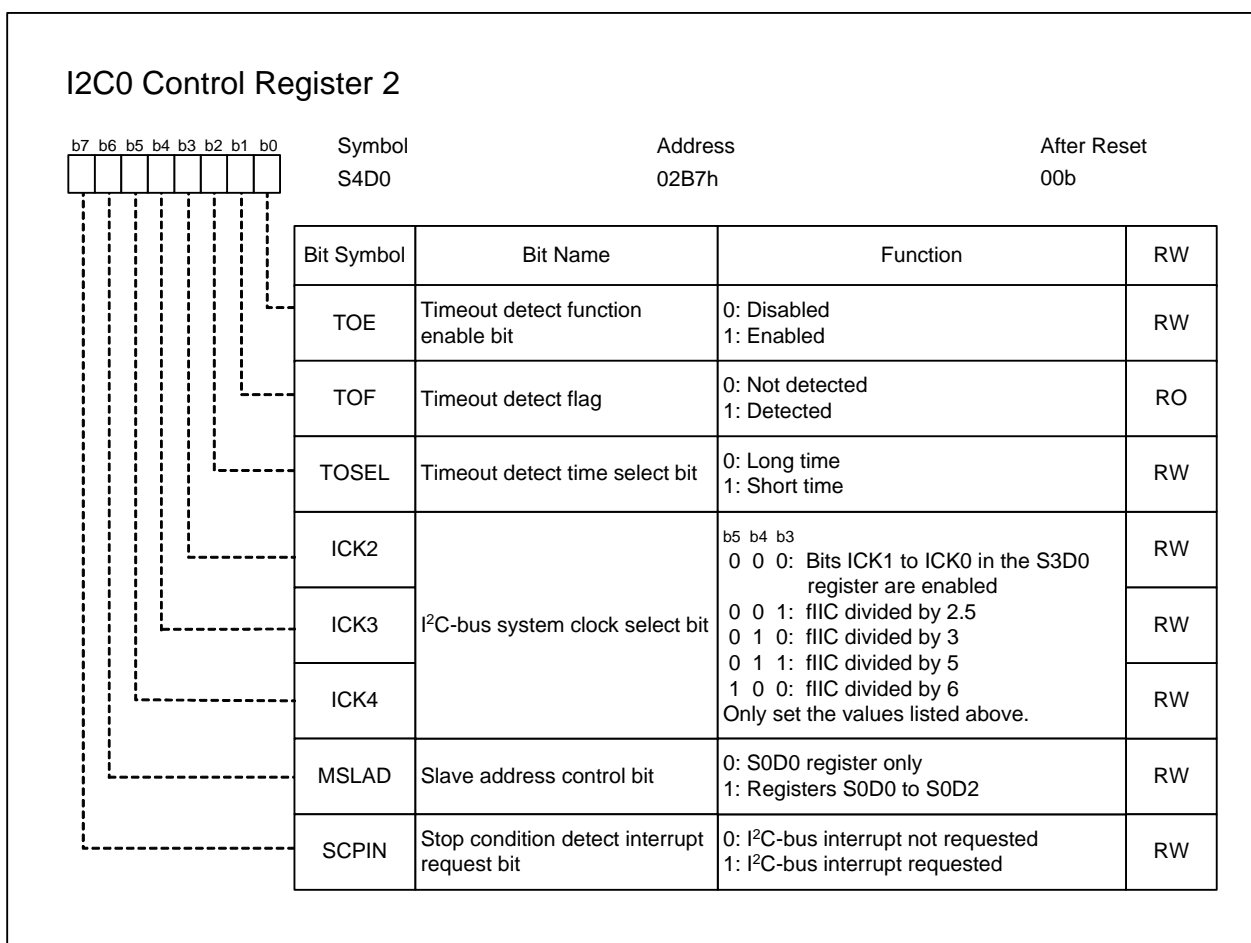 I2C0 Control Register 2
b7 b6 b5 b4 b3 b2 b1 b0
Symbol Address After Reset
S4D0 02B7h 00b
Bit Symbol Bit Name Function RW
TOE Timeout detect function enable bit 0: Disabled RW
1: Enabled
TOF Timeout detect flag 0: Not detected RO
1: Detected
TOSEL Timeout detect time select bit 0: Long time RW
1: Short time
ICK2 RW
ICK3 I²C-bus system clock select bit RW
ICK4 RW
b5 b4 b3
0 0 0: Bits ICK1 to ICK0 in the S3D0
register are enabled
0 0 1: fIIC divided by 2.5
0 1 0: fIIC divided by 3
0 1 1: fIIC divided by 5
1 0 0: fIIC divided by 6
Only set the values listed above.
MSLAD Slave address control bit 0: S0D0 register only RW
1: Registers S0D0 to S0D2
SCPIN Stop condition detect interrupt request bit 0: I²C-bus interrupt not requested RW
1: I²C-bus interrupt requested